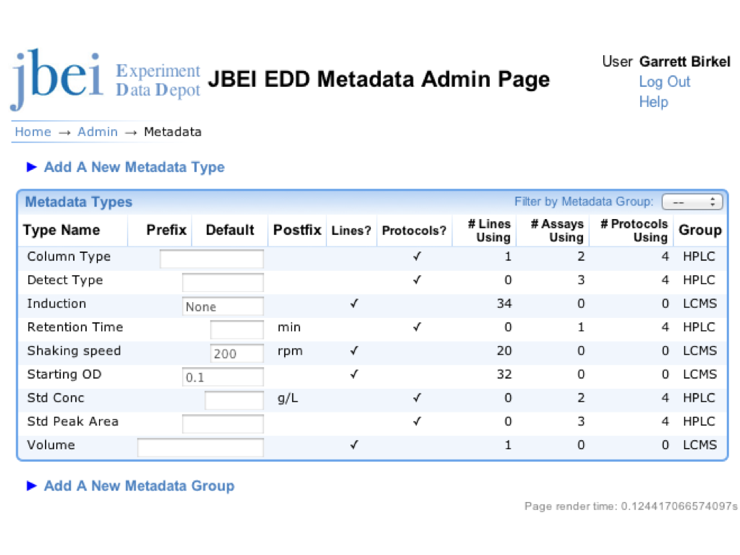 jbei Experiment Data Depot JBEI EDD Metadata Admin Page
User Garrett Birkel
Log Out
Help
Home → Admin → Metadata
▶ Add A New Metadata Type
Metadata Types Filter by Metadata Group: --
Type Name Prefix Default Postfix Lines? Protocols? # Lines Using # Assays Using # Protocols Using Group
Column Type ✓ 1 2 4 HPLC
Detect Type ✓ 0 3 4 HPLC
Induction None ✓ 34 0 0 LCMS
Retention Time min ✓ 0 1 4 HPLC
Shaking speed 200 rpm ✓ 20 0 0 LCMS
Starting OD 0.1 ✓ 32 0 0 LCMS
Std Conc g/L ✓ 0 2 4 HPLC
Std Peak Area ✓ 0 3 4 HPLC
Volume ✓ 1 0 0 LCMS
▶ Add A New Metadata Group
Page render time: 0.124417066574097s